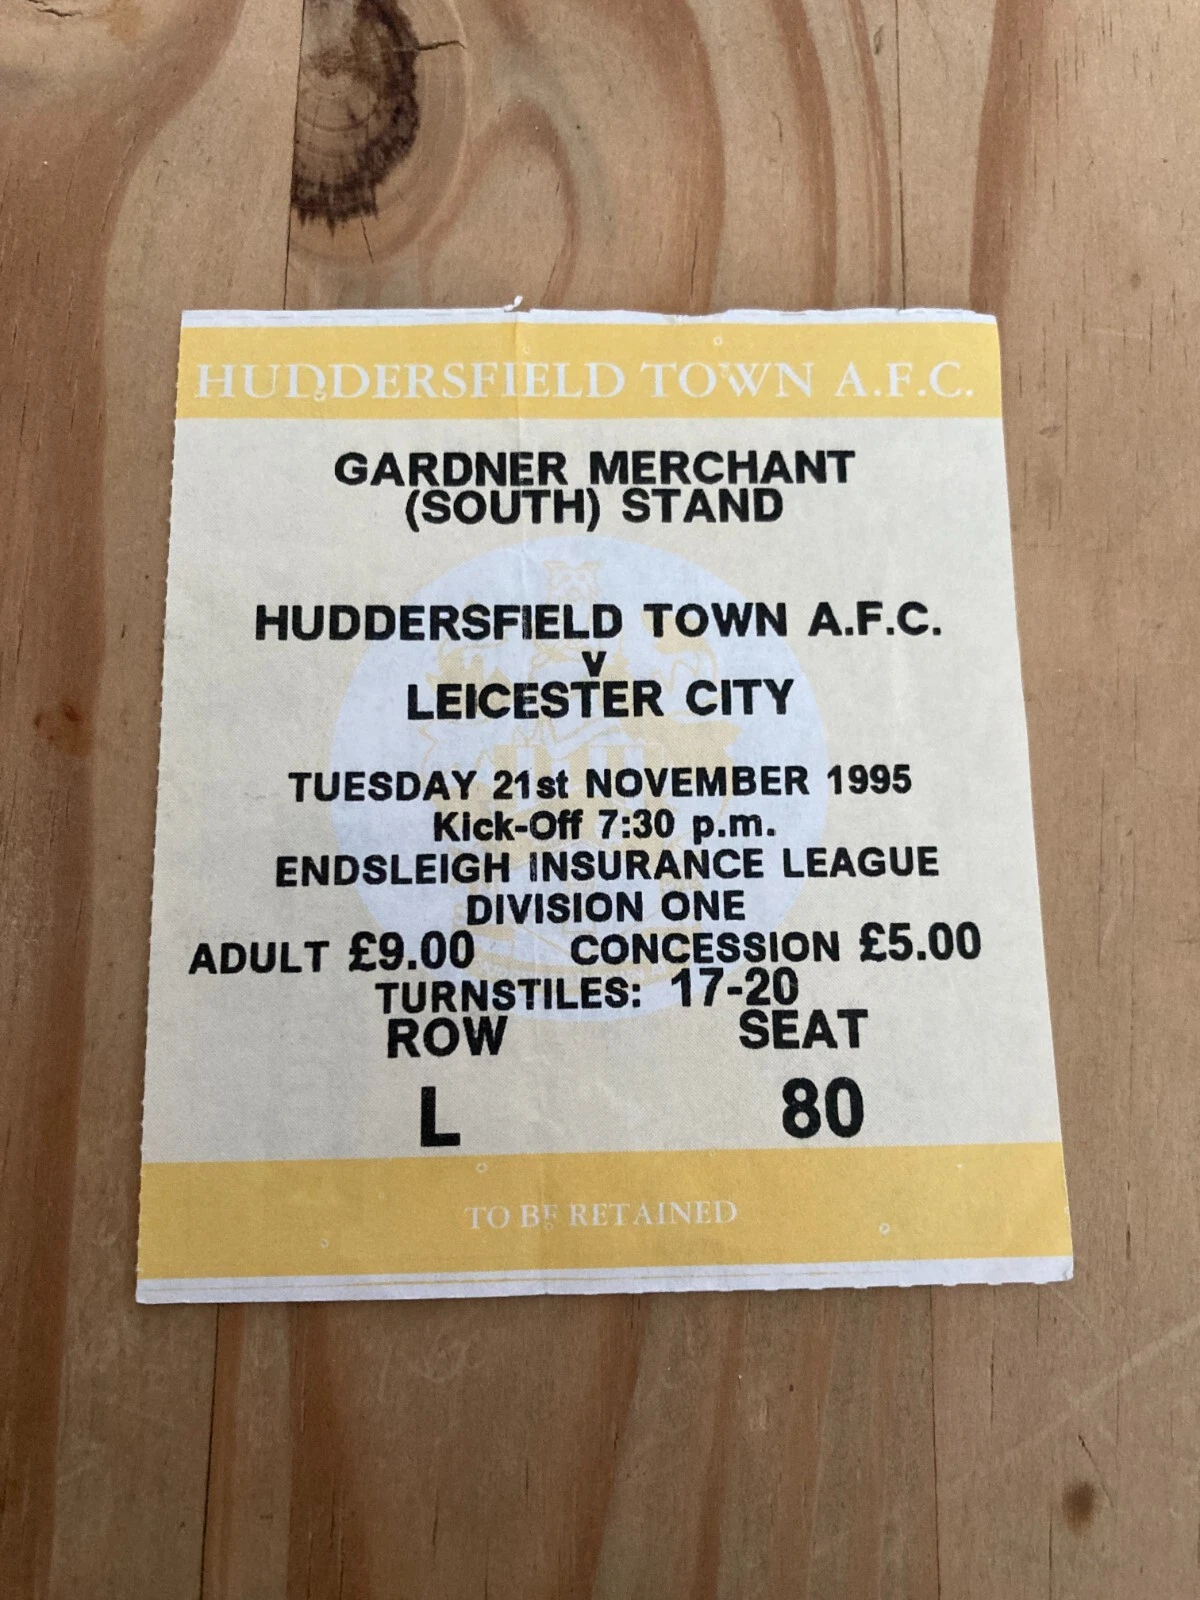 HUDDERSFIELD TOWN A.F.C.
GARDNER MERCHANT
(SOUTH) STAND
HUDDERSFIELD TOWN A.F.C.
v
LEICESTER CITY
TUESDAY 21st NOVEMBER 1995
Kick-Off 7:30 p.m.
ENDSLEIGH INSURANCE LEAGUE
DIVISION ONE
ADULT £9.00 CONCESSION £5.00
TURNSTILES: 17-20
ROW SEAT
L 80
TO BE RETAINED